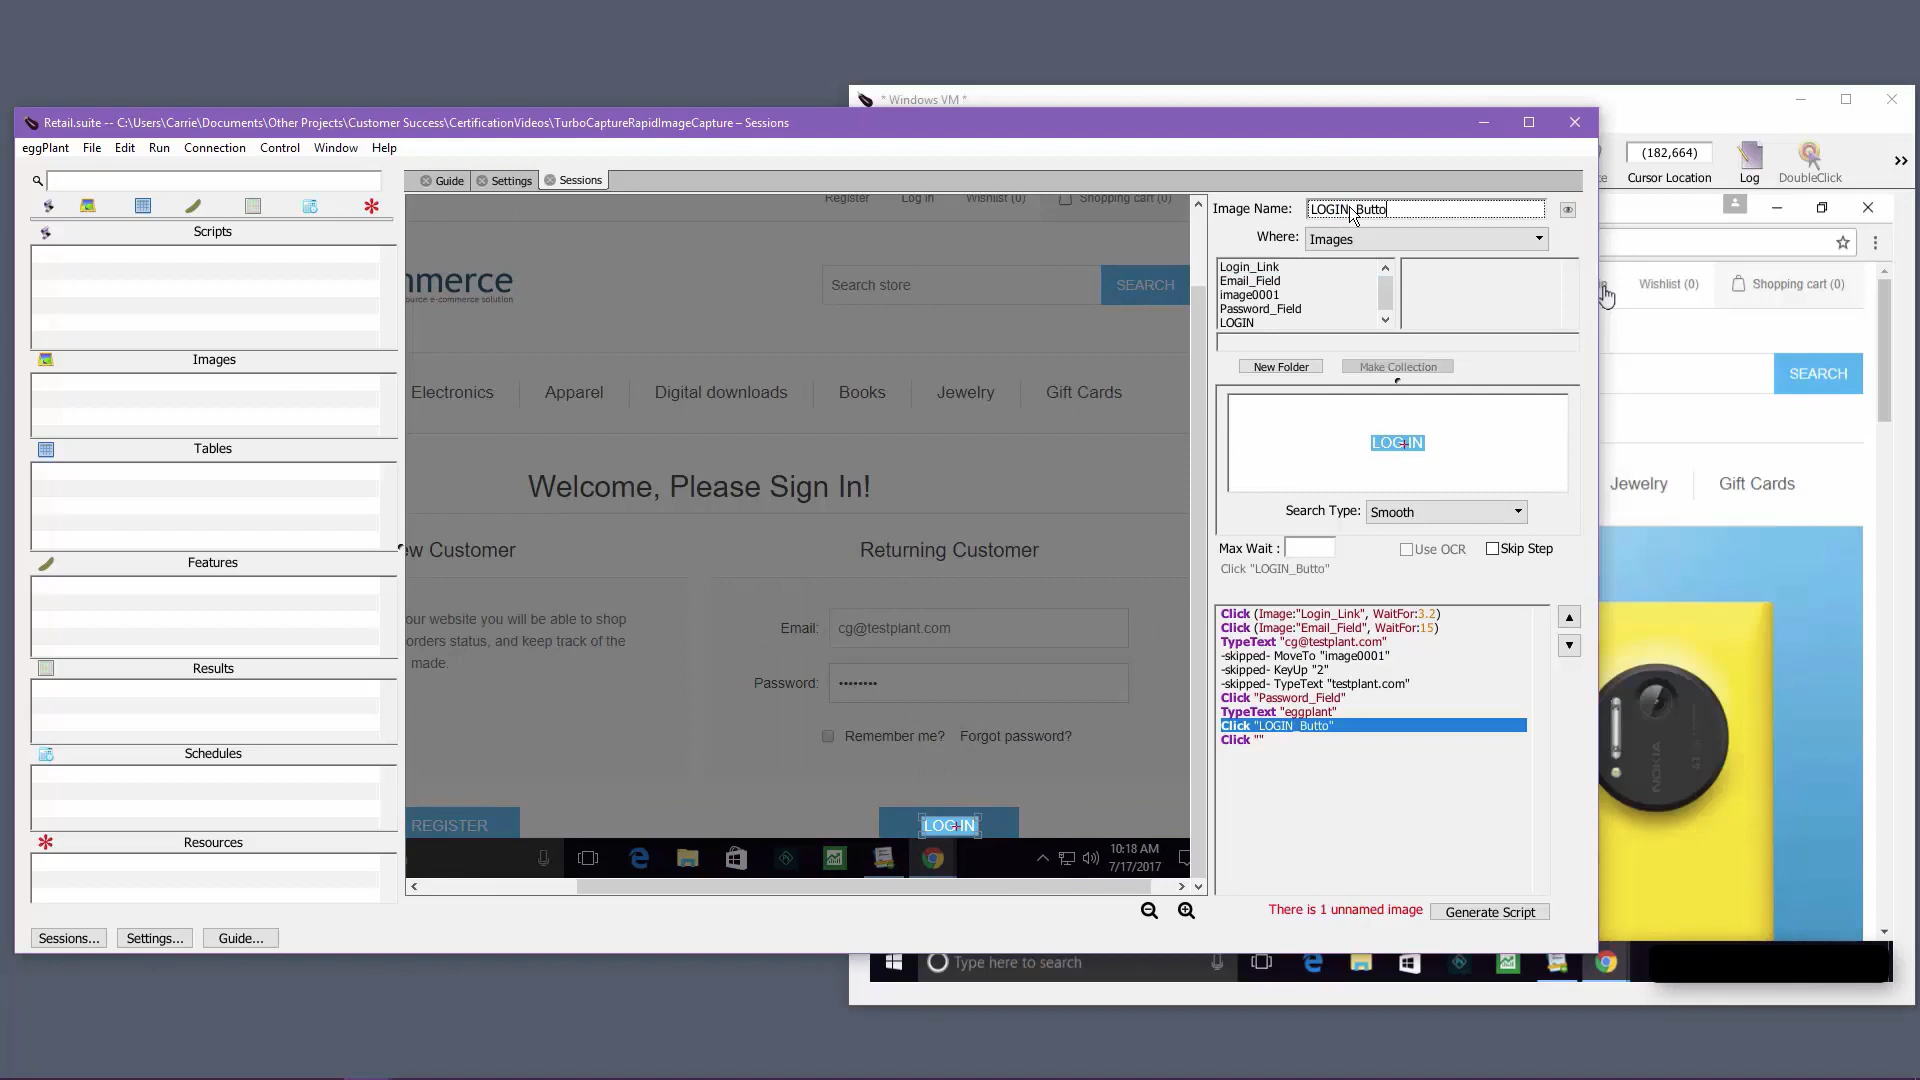 * Windows VM *
Retail.suite -- C:\Users\Carrie\Documents\Other Projects\Customer Success\CertificationVideos\TurboCaptureRapidImageCapture – Sessions
eggPlant File Edit Run Connection Control Window Help
(182,664)
Cursor Location Log DoubleClick
Guide Settings Sessions
Scripts
Images
Tables
Features
Results
Schedules
Resources
Sessions... Settings... Guide...
Register Log in Wishlist (0) Shopping cart (0)
mmerce
ource e-commerce solution
Search store SEARCH
Electronics Apparel Digital downloads Books Jewelry Gift Cards
Welcome, Please Sign In!
ew Customer Returning Customer
our website you will be able to shop
orders status, and keep track of the
made.
Email: cg@testplant.com
Password: ••••••••
Remember me? Forgot password?
REGISTER LOG IN
10:18 AM
7/17/2017
Image Name: LOGIN_Butto
Where: Images
Login_Link
Email_Field
image0001
Password_Field
LOGIN
New Folder Make Collection
LOG IN
Search Type: Smooth
Max Wait : Use OCR Skip Step
Click "LOGIN_Butto"
Click (Image:"Login_Link", WaitFor:3.2)
Click (Image:"Email_Field", WaitFor:15)
TypeText "cg@testplant.com"
-skipped- MoveTo "image0001"
-skipped- KeyUp "2"
-skipped- TypeText "testplant.com"
Click "Password_Field"
TypeText "eggplant"
Click "LOGIN_Butto"
Click ""
There is 1 unnamed image Generate Script
Wishlist (0) Shopping cart (0)
SEARCH
Jewelry Gift Cards
NOKIA
Type here to search